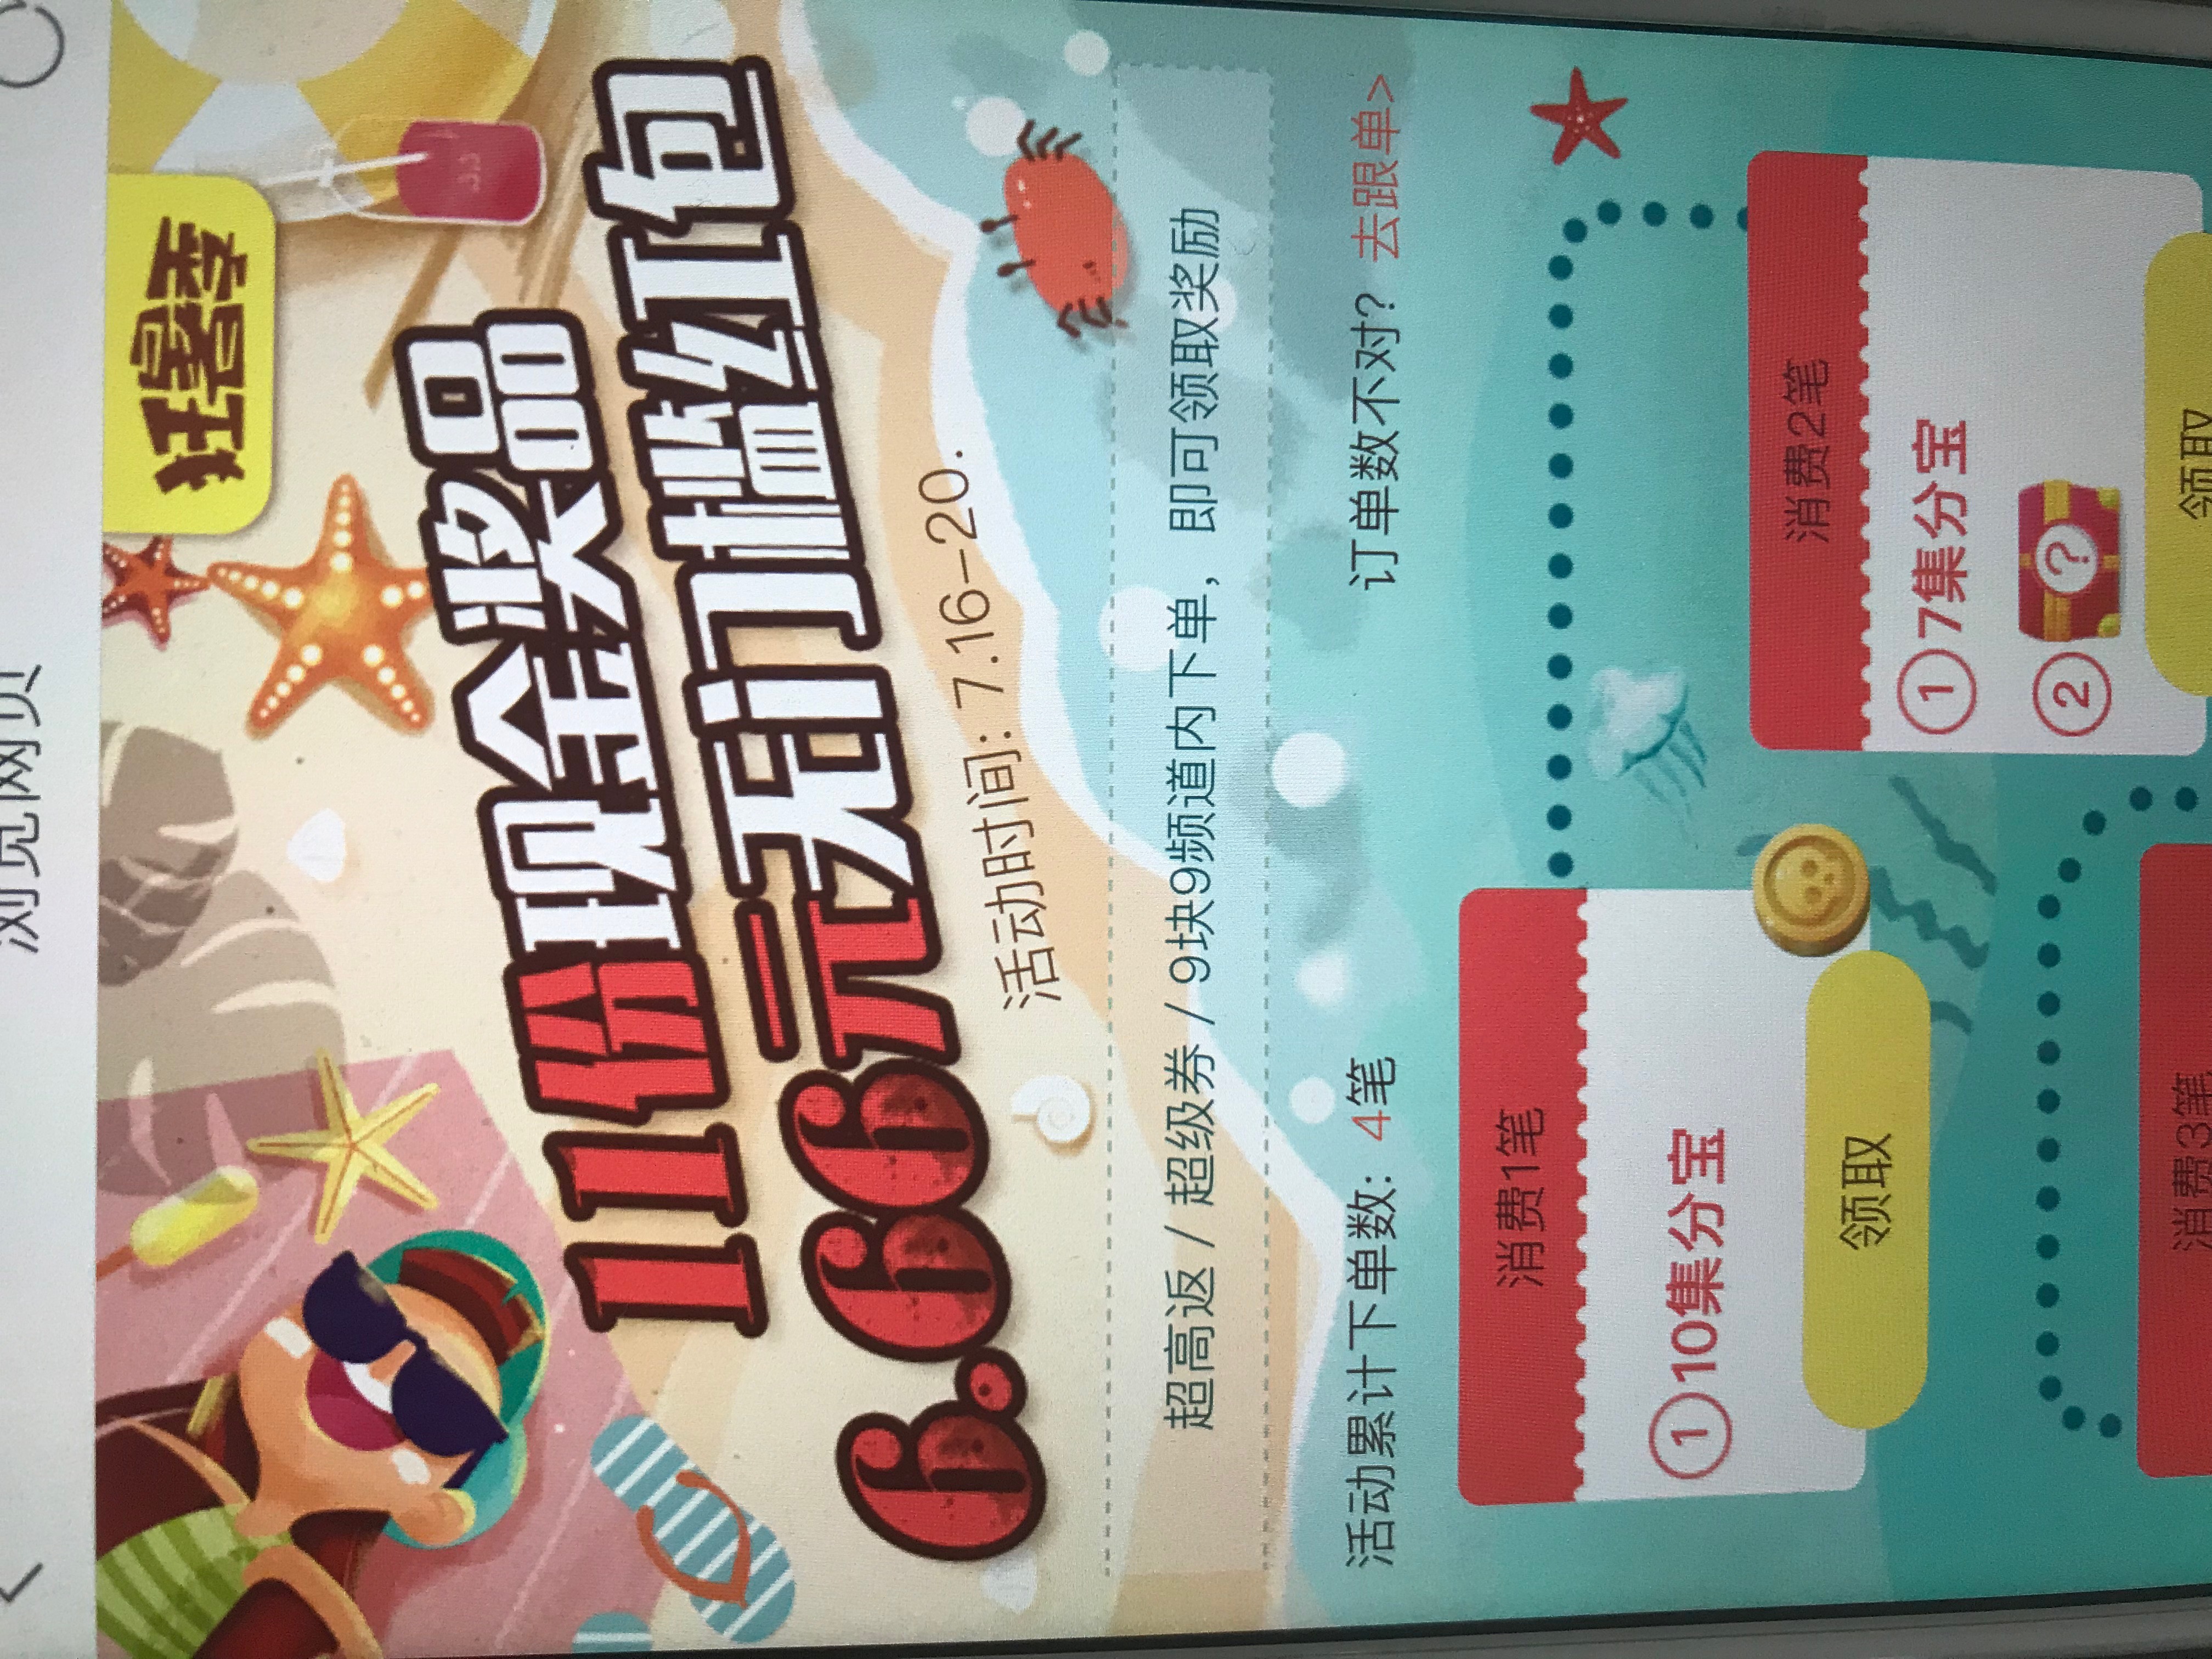 浏览网页
狂暑季
11份现金奖品
6.66元无门槛红包
活动时间: 7.16-20.
超高返 / 超级券 / 9块9频道内下单，即可领取奖励
活动累计下单数: 4笔
订单数不对? 去跟单>
消费1笔
①10集分宝
领取
消费2笔
①7集分宝
②?
领取
消费3笔